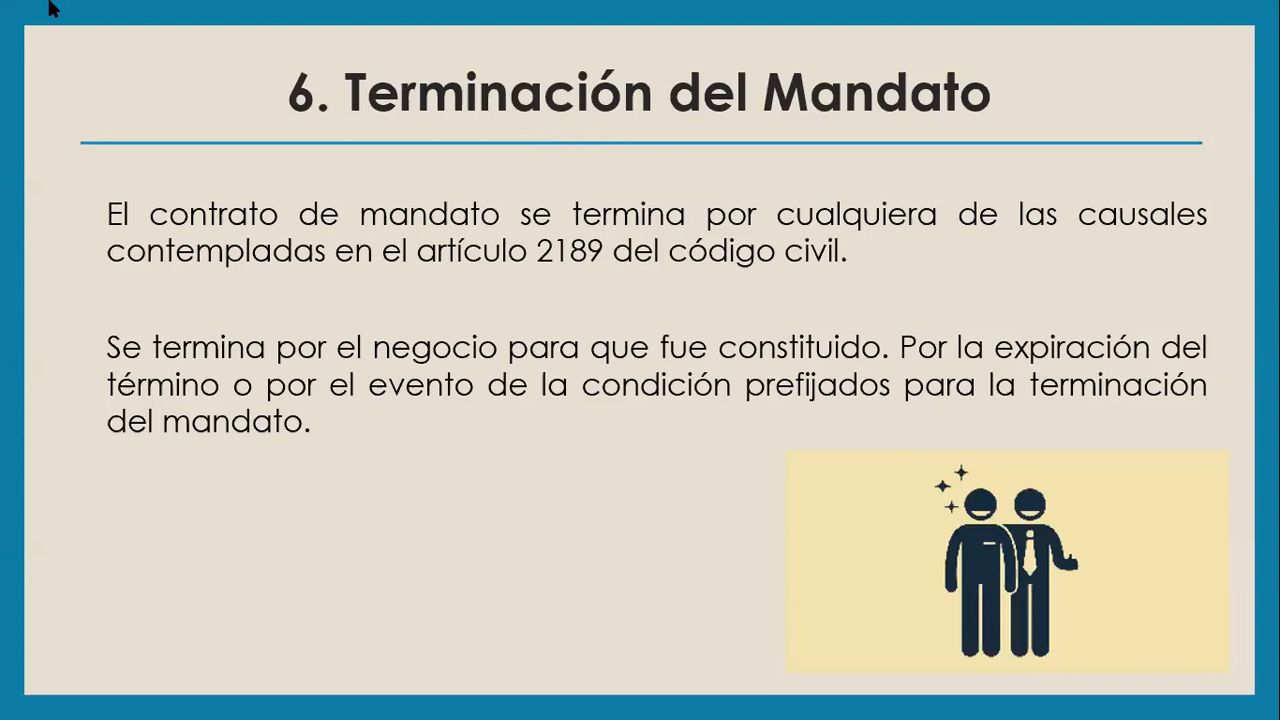 6. Terminación del Mandato
El contrato de mandato se termina por cualquiera de las causales
contempladas en el artículo 2189 del código civil.
Se termina por el negocio para que fue constituido. Por la expiración del
término o por el evento de la condición prefijados para la terminación
del mandato.